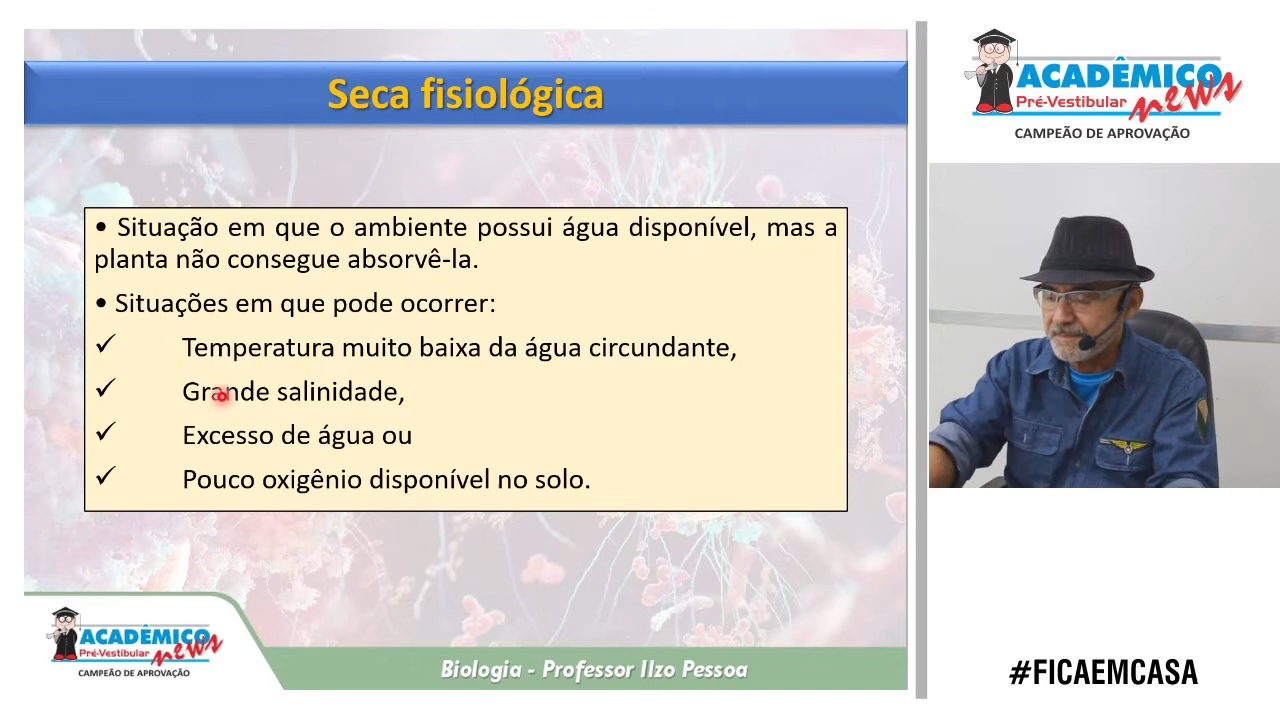 Seca fisiológica
• Situação em que o ambiente possui água disponível, mas a
planta não consegue absorvê-la.
• Situações em que pode ocorrer:
✓ Temperatura muito baixa da água circundante,
✓ Grande salinidade,
✓ Excesso de água ou
✓ Pouco oxigênio disponível no solo.
ACADÊMICO
Pré-Vestibular news
CAMPEÃO DE APROVAÇÃO
Biologia - Professor Ilzo Pessoa
ACADÊMICO
Pré-Vestibular news
CAMPEÃO DE APROVAÇÃO
#FICAEMCASA